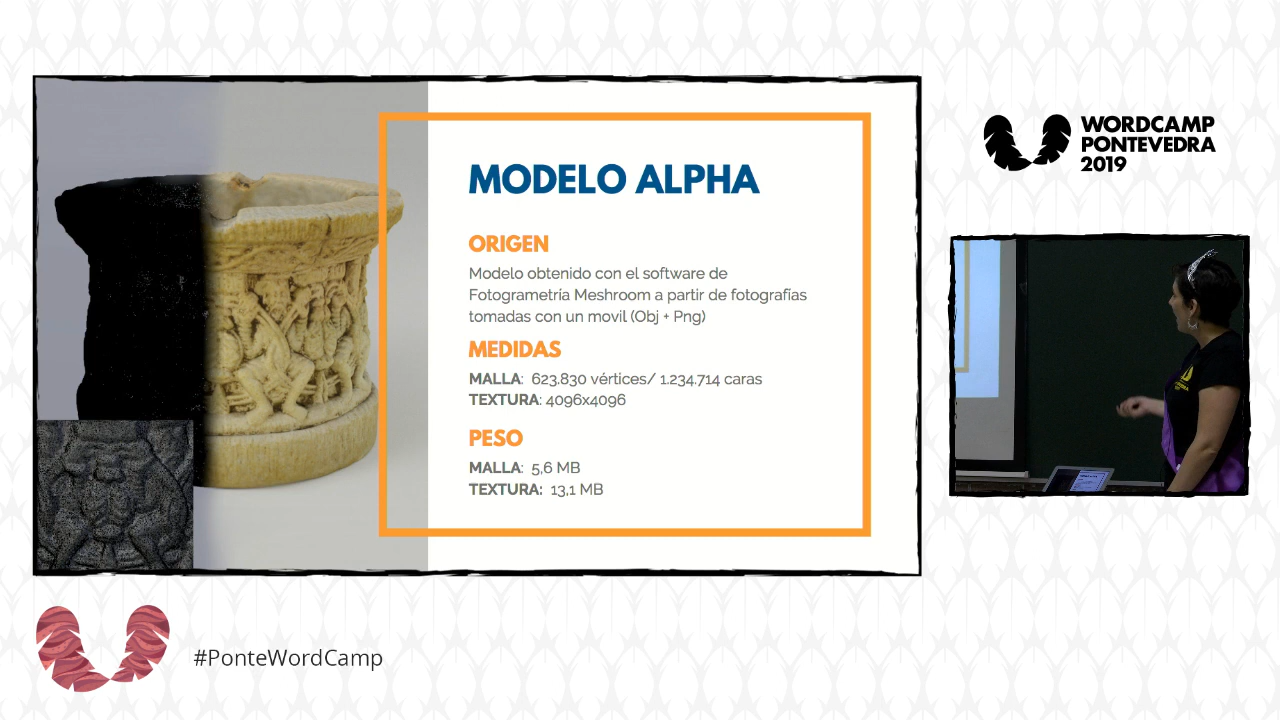 MODELO ALPHA
ORIGEN
Modelo obtenido con el software de
Fotogrametría Meshroom a partir de fotografías
tomadas con un movil (Obj + Png)
MEDIDAS
MALLA: 623.830 vértices/ 1.234.714 caras
TEXTURA: 4096x4096
PESO
MALLA: 5,6 MB
TEXTURA: 13,1 MB
WORDCAMP
PONTEVEDRA
2019
#PonteWordCamp